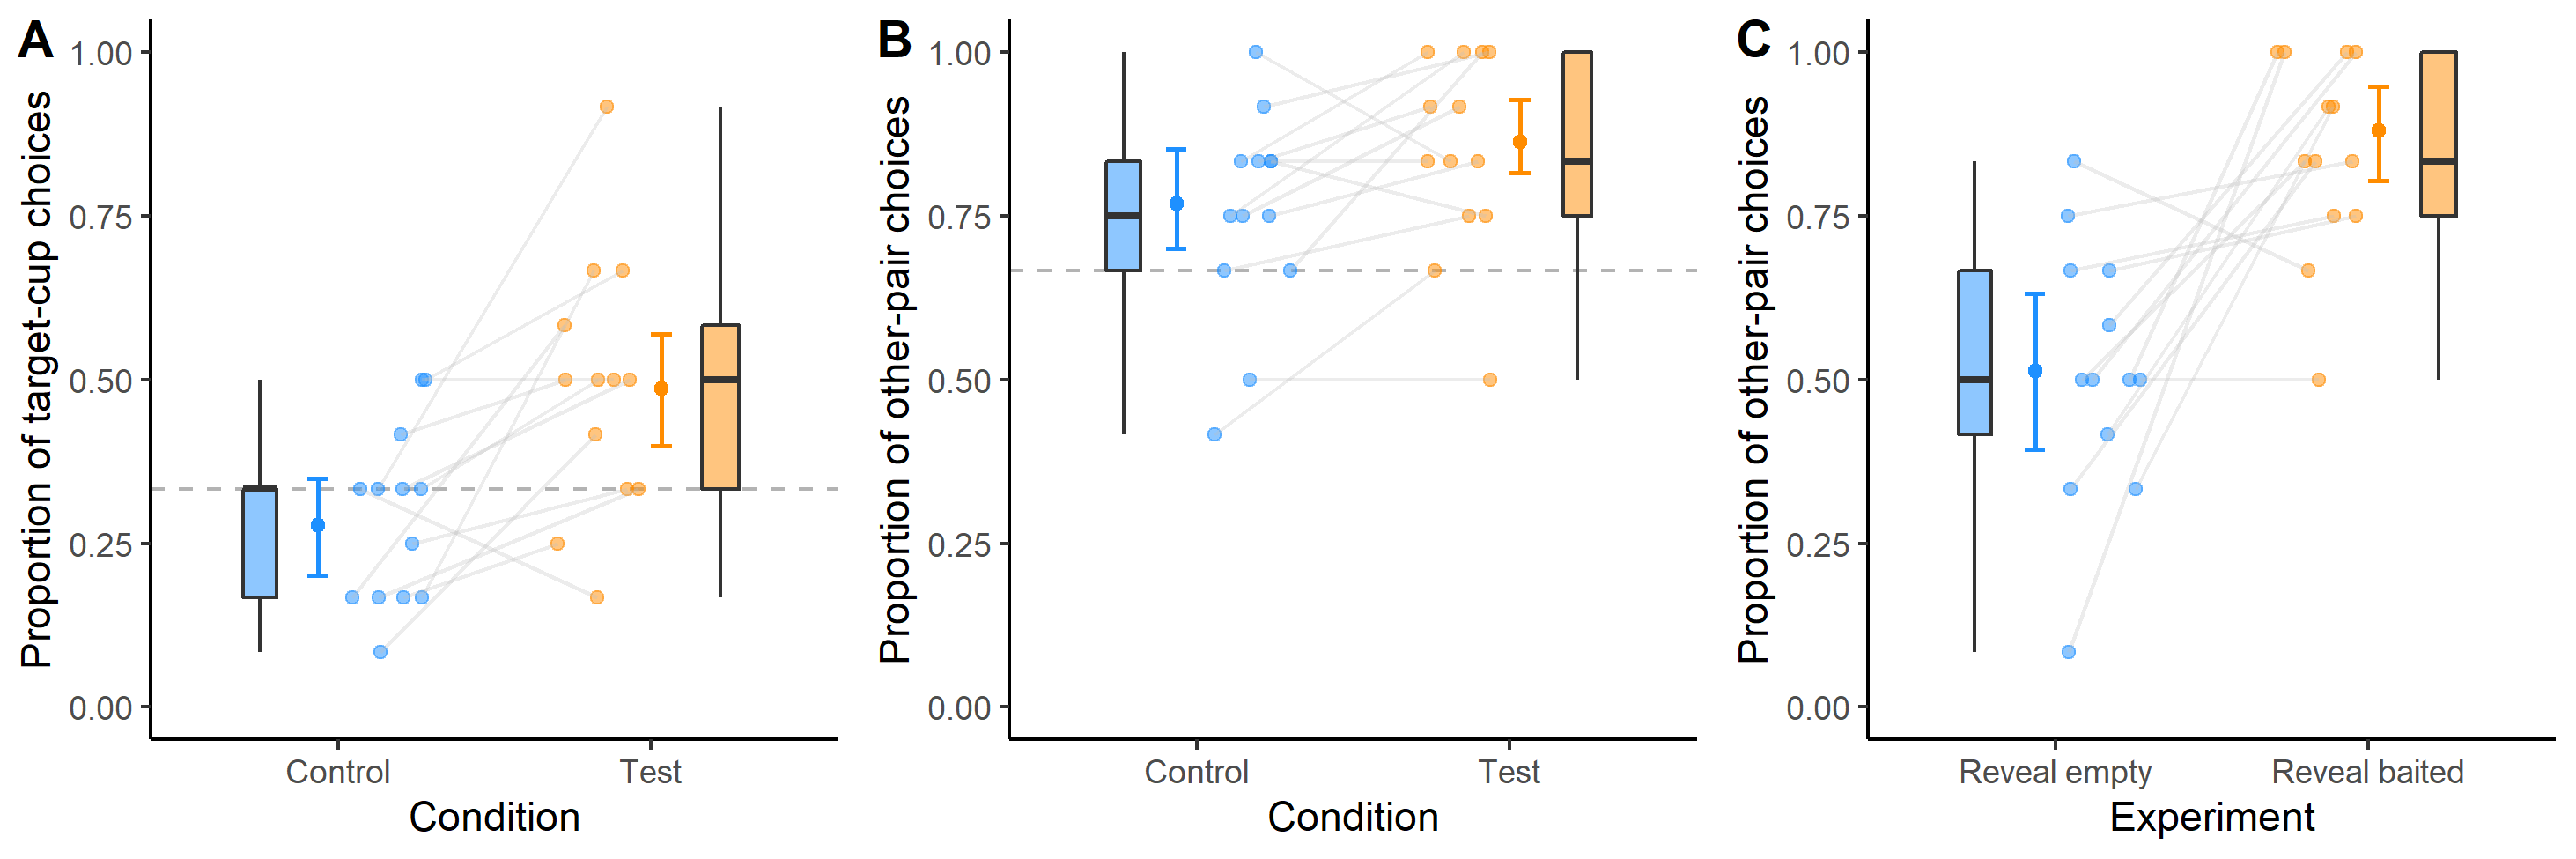 A
Proportion of target-cup choices
1.00
0.75
0.50
0.25
0.00
Control
Test
Condition
B
Proportion of other-pair choices
1.00
0.75
0.50
0.25
0.00
Control
Test
Condition
C
Proportion of other-pair choices
1.00
0.75
0.50
0.25
0.00
Reveal empty
Reveal baited
Experiment